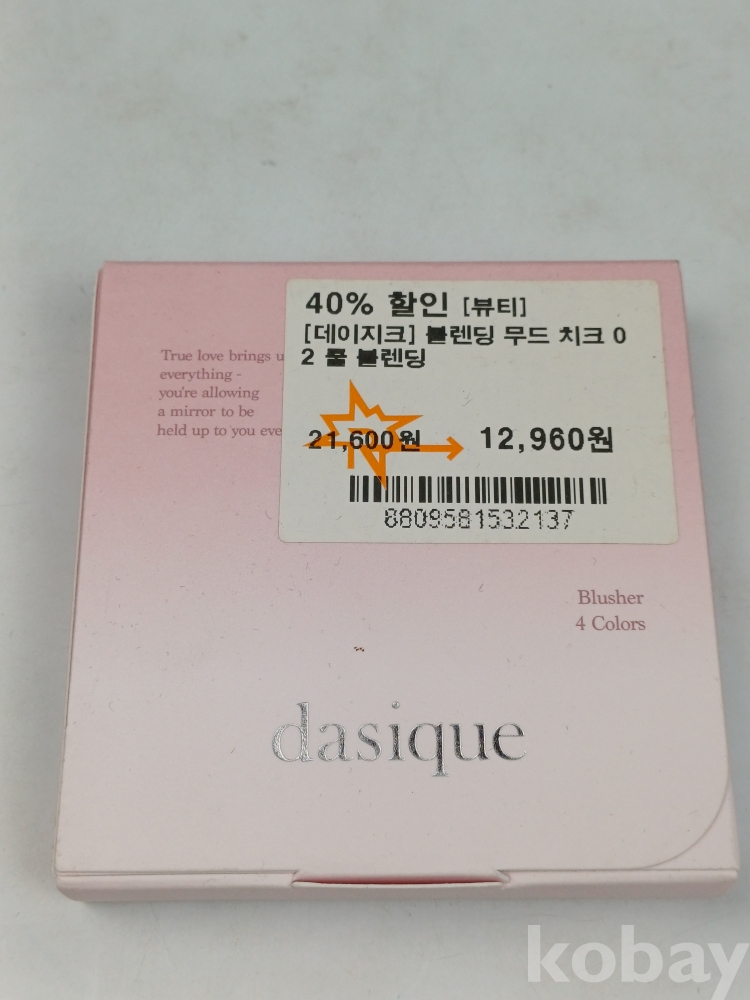 40% 할인 [뷰티]
[데이지크] 블렌딩 무드 치크 0
2 쿨 블렌딩
21,600원 12,960원
8809581532137
True love brings u
everything -
you're allowing
a mirror to be
held up to you eve
Blusher
4 Colors
dasique
kobay